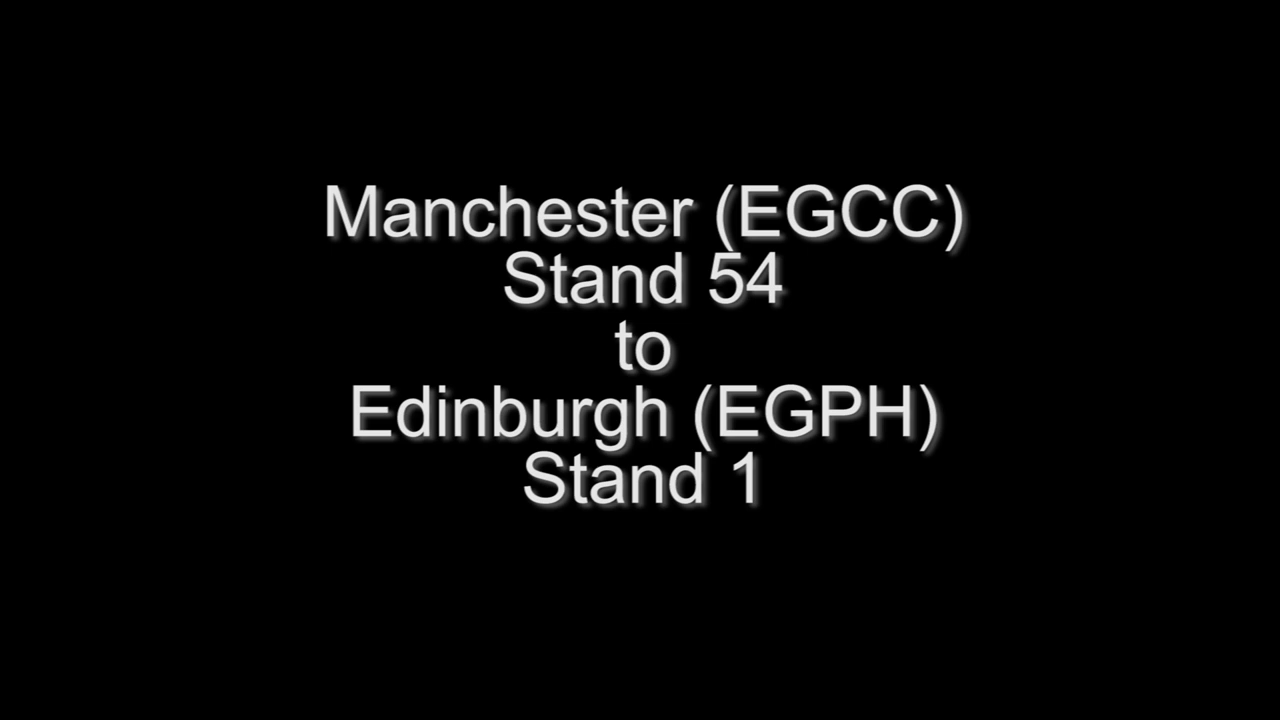 Manchester (EGCC)
Stand 54
to
Edinburgh (EGPH)
Stand 1